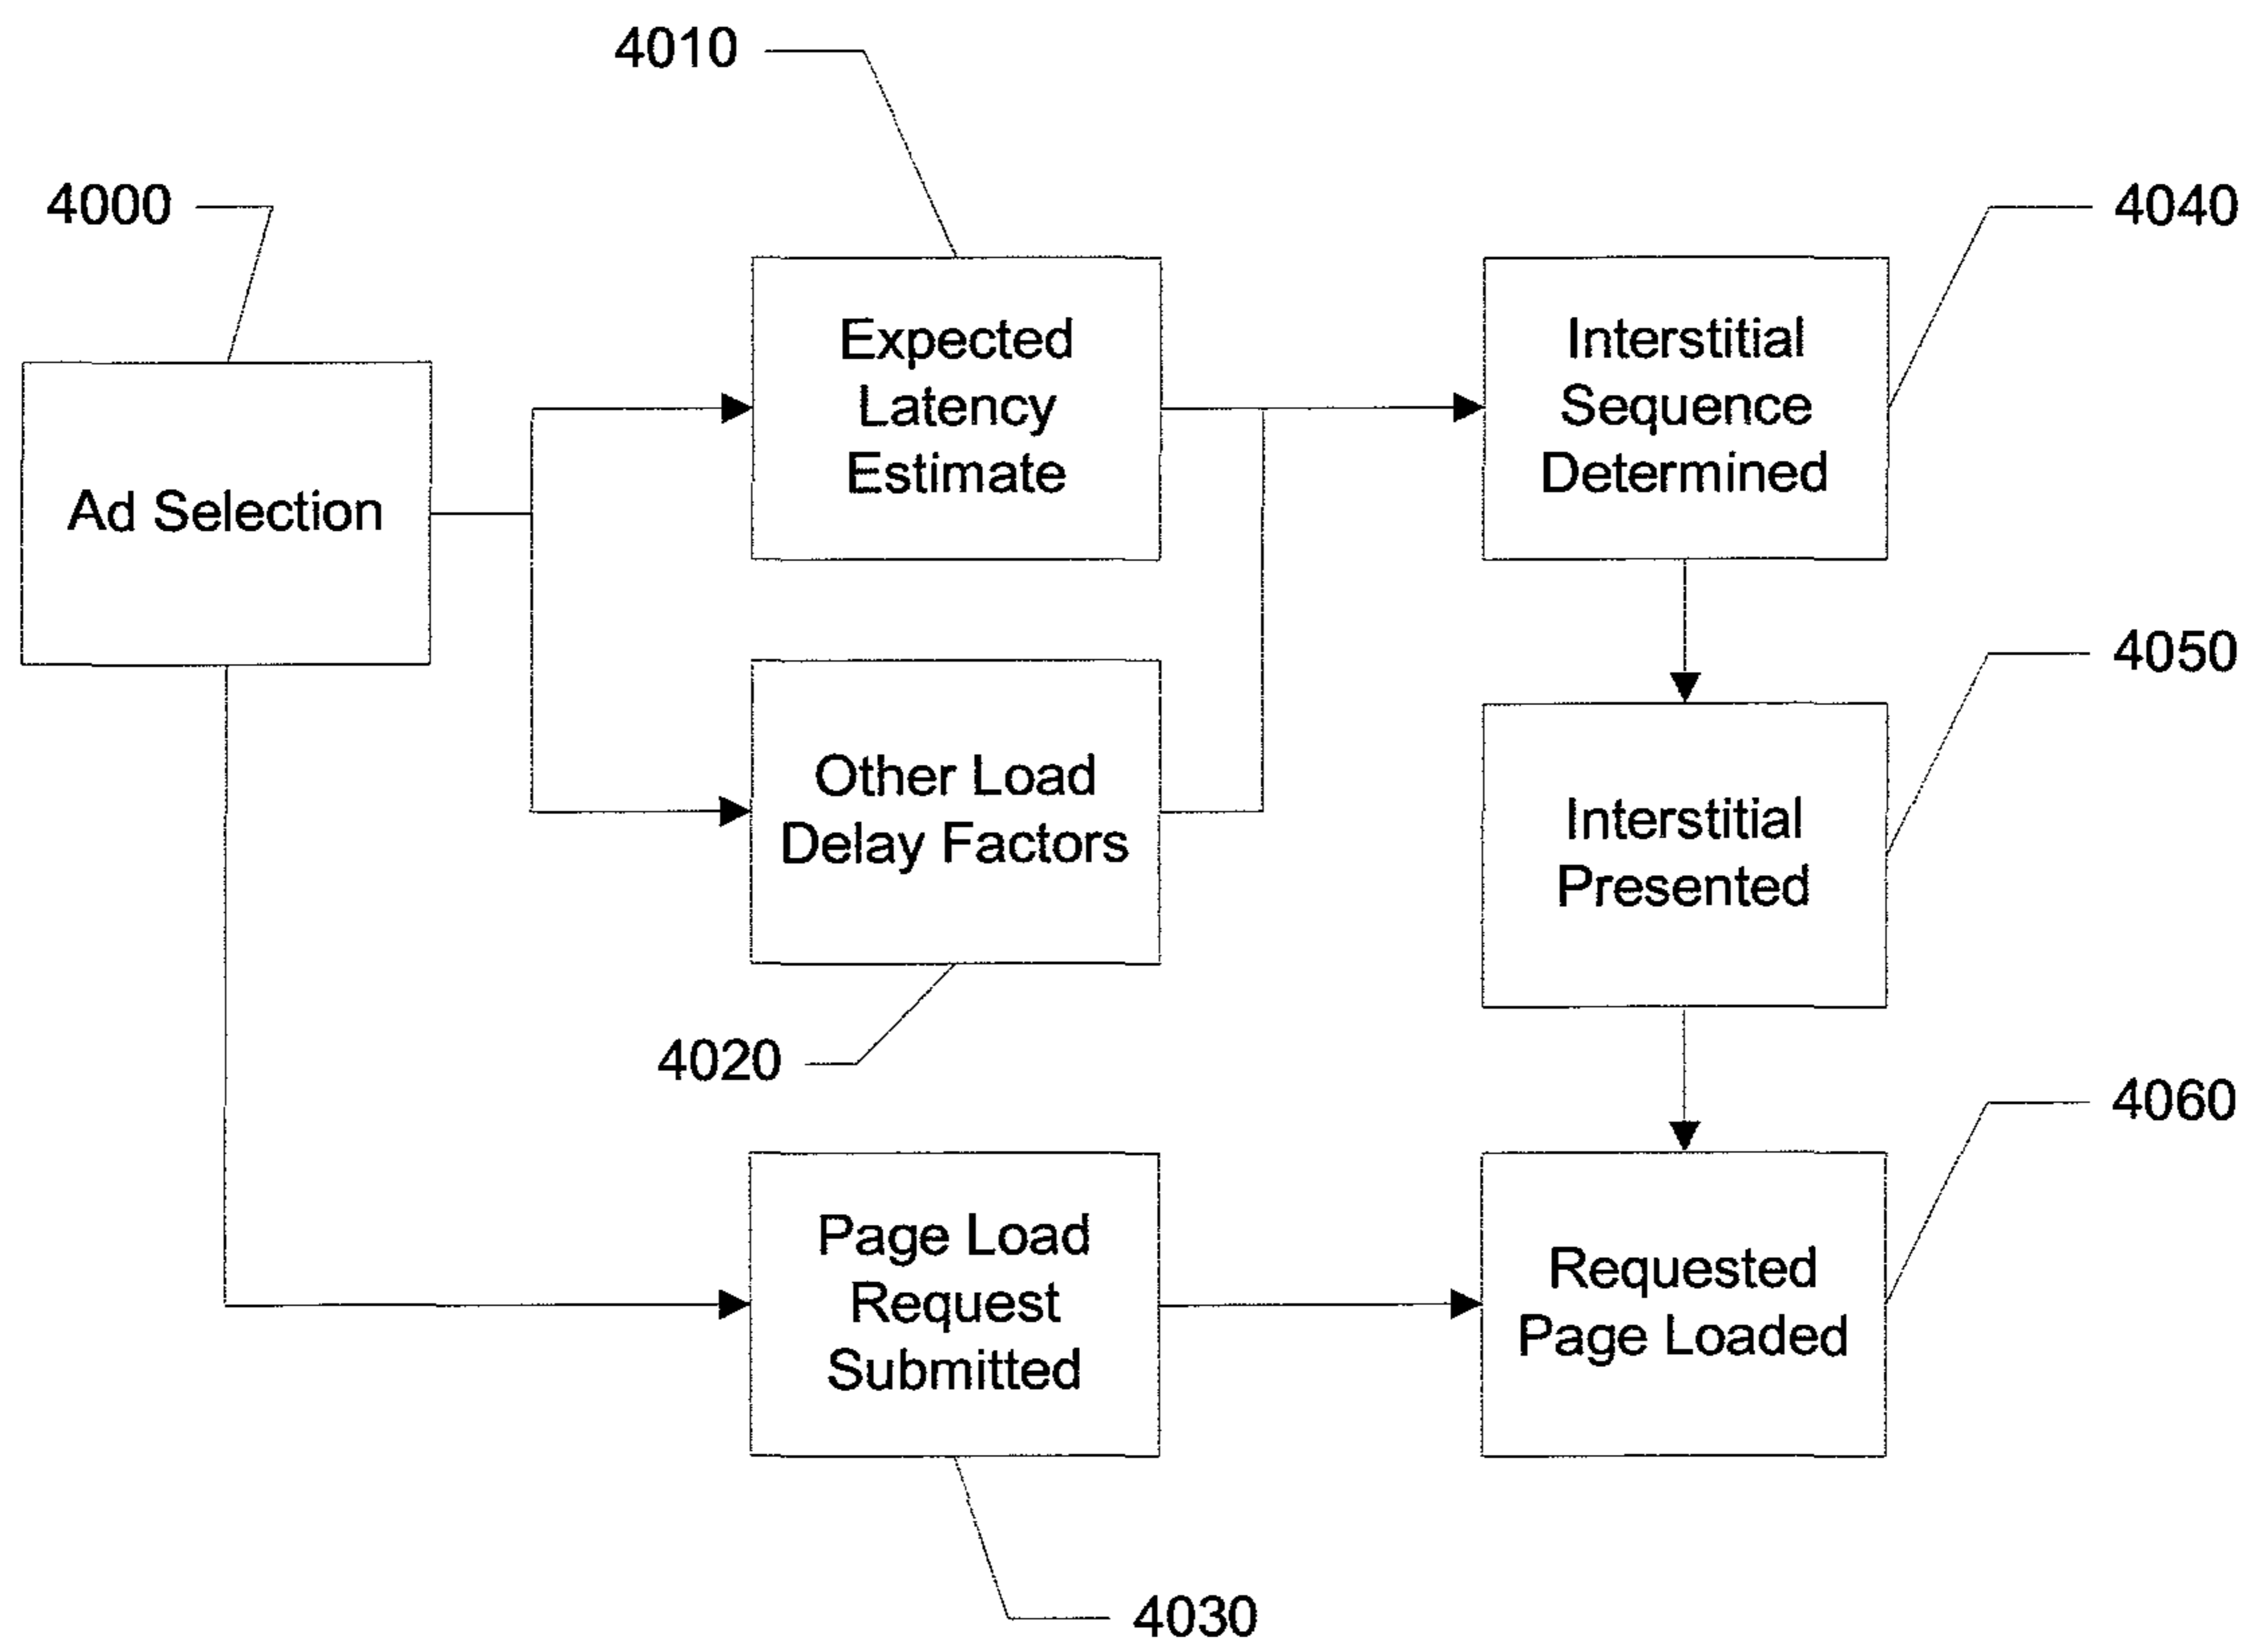 4010
4000
4040
Ad Selection
Expected
Latency
Estimate
Interstitial
Sequence
Determined
4050
Other Load
Delay Factors
Interstitial
Presented
4020
4060
Page Load
Request
Submitted
Requested
Page Loaded
4030